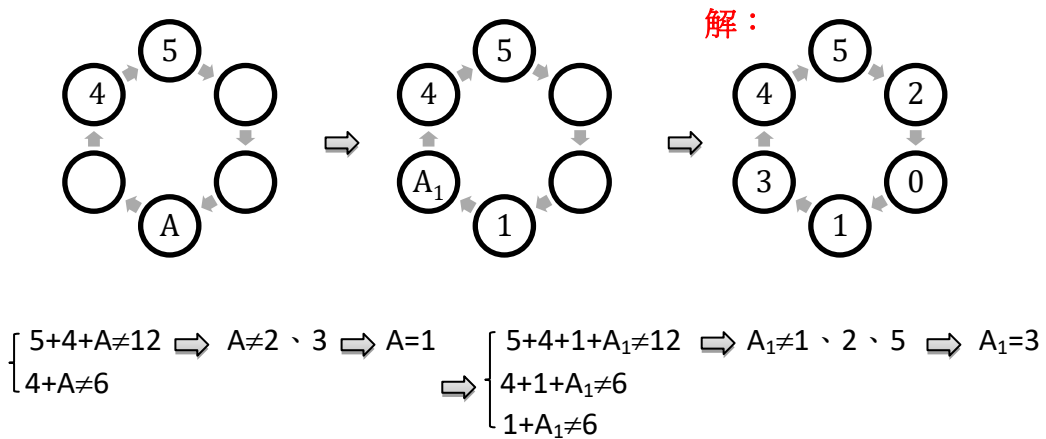 解：
5
4
A
5
4
A₁
1
5
4
2
3
0
1
5+4+A≠12 ⇨ A≠2、3 ⇨ A=1
4+A≠6
⇨ 5+4+1+A₁≠12 ⇨ A₁≠1、2、5 ⇨ A₁=3
4+1+A₁≠6
1+A₁≠6